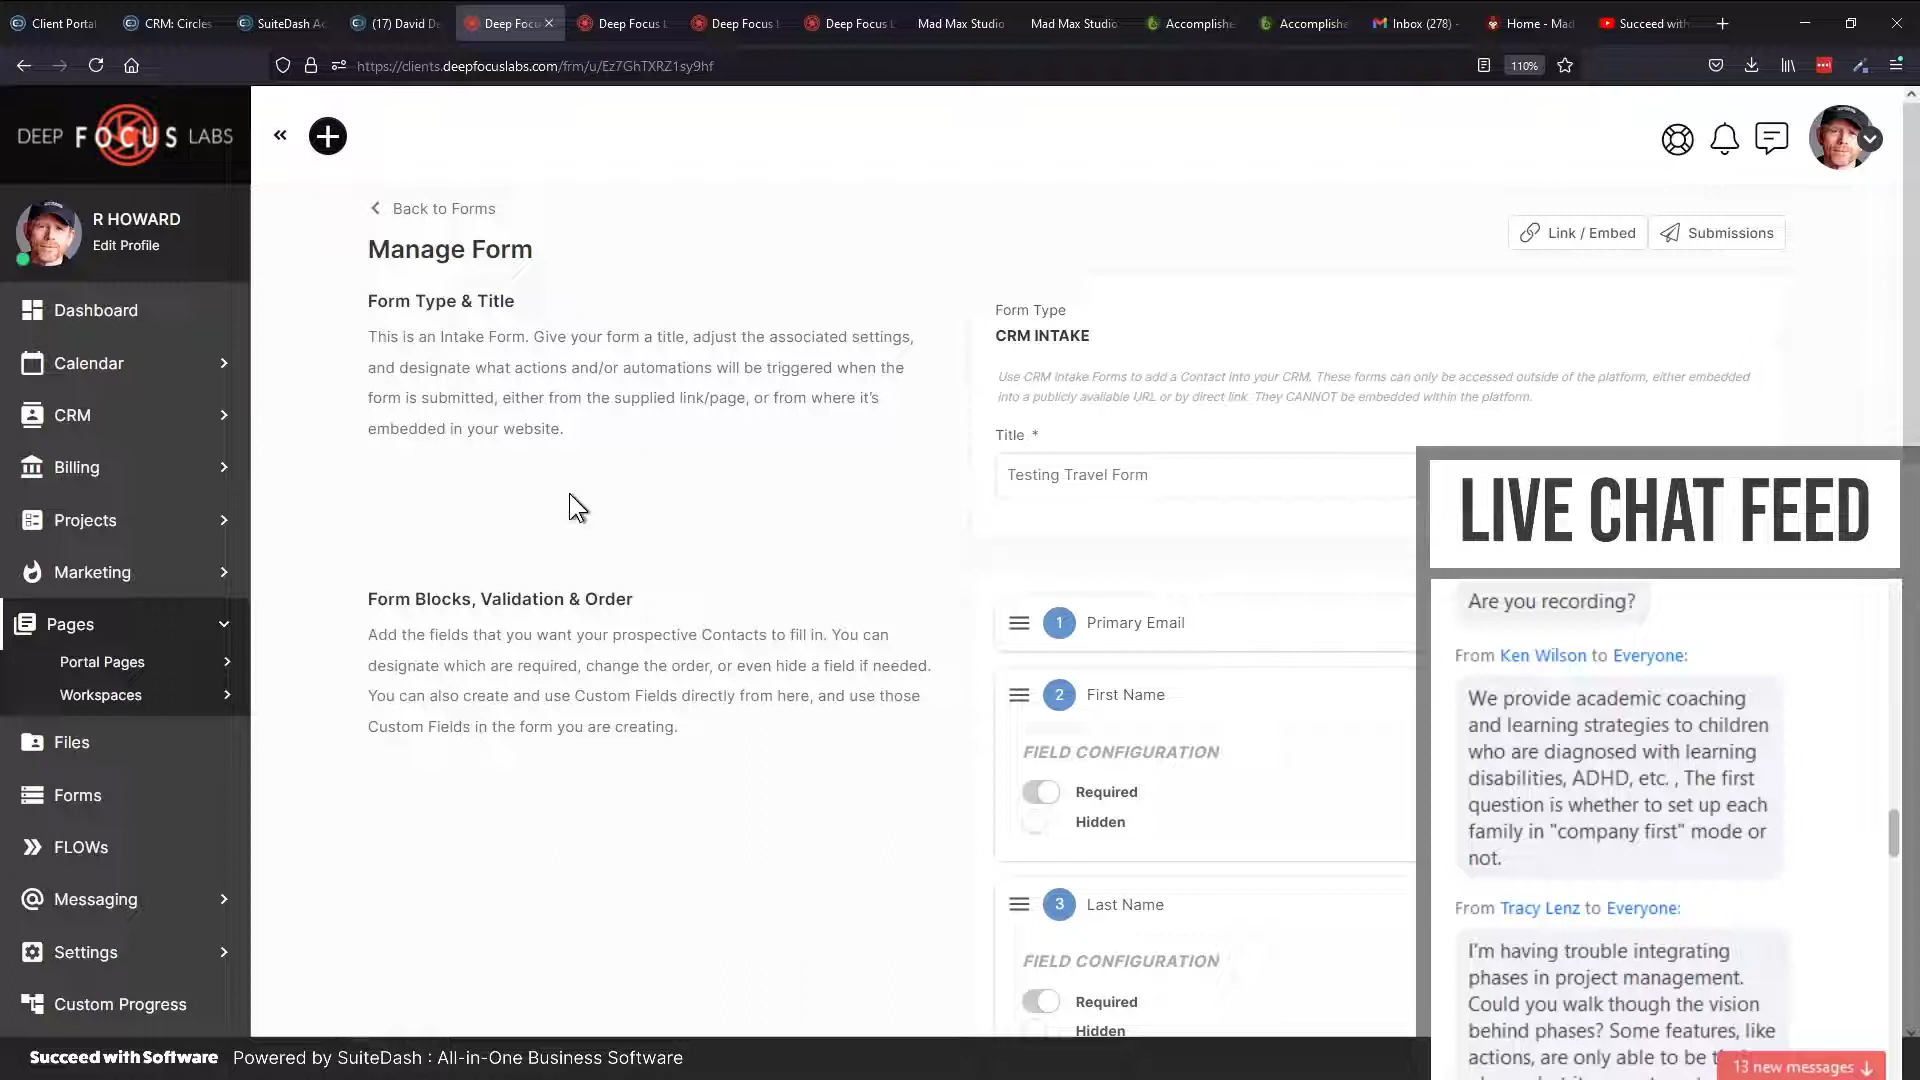 Client Porta
CRM: Circles
SuiteDash Ac
(17) David De
Deep Focu
Deep Focus L
Deep Focus L
Deep Focus L
Mad Max Studio
Mad Max Studio
Accomplishe
Accomplishe
Inbox (278) -
Home - Mad
Succeed with
https://clients.deepfocuslabs.com/frm/u/Ez7GhTXRZ1sy9hf
110%
DEEP FOCUS LABS
R HOWARD
Edit Profile
Dashboard
Calendar
CRM
Billing
Projects
Marketing
Pages
Portal Pages
Workspaces
Files
Forms
FLOWs
Messaging
Settings
Custom Progress
Back to Forms
Manage Form
Link / Embed
Submissions
Form Type & Title
This is an Intake Form. Give your form a title, adjust the associated settings,
and designate what actions and/or automations will be triggered when the
form is submitted, either from the supplied link/page, or from where it's
embedded in your website.
Form Type
CRM INTAKE
Use CRM Intake Forms to add a Contact into your CRM. These forms can only be accessed outside of the platform, either embedded
into a publicly available URL or by direct link. They CANNOT be embedded within the platform.
Title *
Testing Travel Form
Form Blocks, Validation & Order
Add the fields that you want your prospective Contacts to fill in. You can
designate which are required, change the order, or even hide a field if needed.
You can also create and use Custom Fields directly from here, and use those
Custom Fields in the form you are creating.
1 Primary Email
2 First Name
FIELD CONFIGURATION
Required
Hidden
3 Last Name
FIELD CONFIGURATION
Required
Hidden
LIVE CHAT FEED
Are you recording?
From Ken Wilson to Everyone:
We provide academic coaching
and learning strategies to children
who are diagnosed with learning
disabilities, ADHD, etc. , The first
question is whether to set up each
family in "company first" mode or
not.
From Tracy Lenz to Everyone:
I'm having trouble integrating
phases in project management.
Could you walk though the vision
behind phases? Some features, like
actions, are only able to be
13 new messages
Succeed with Software Powered by SuiteDash : All-in-One Business Software